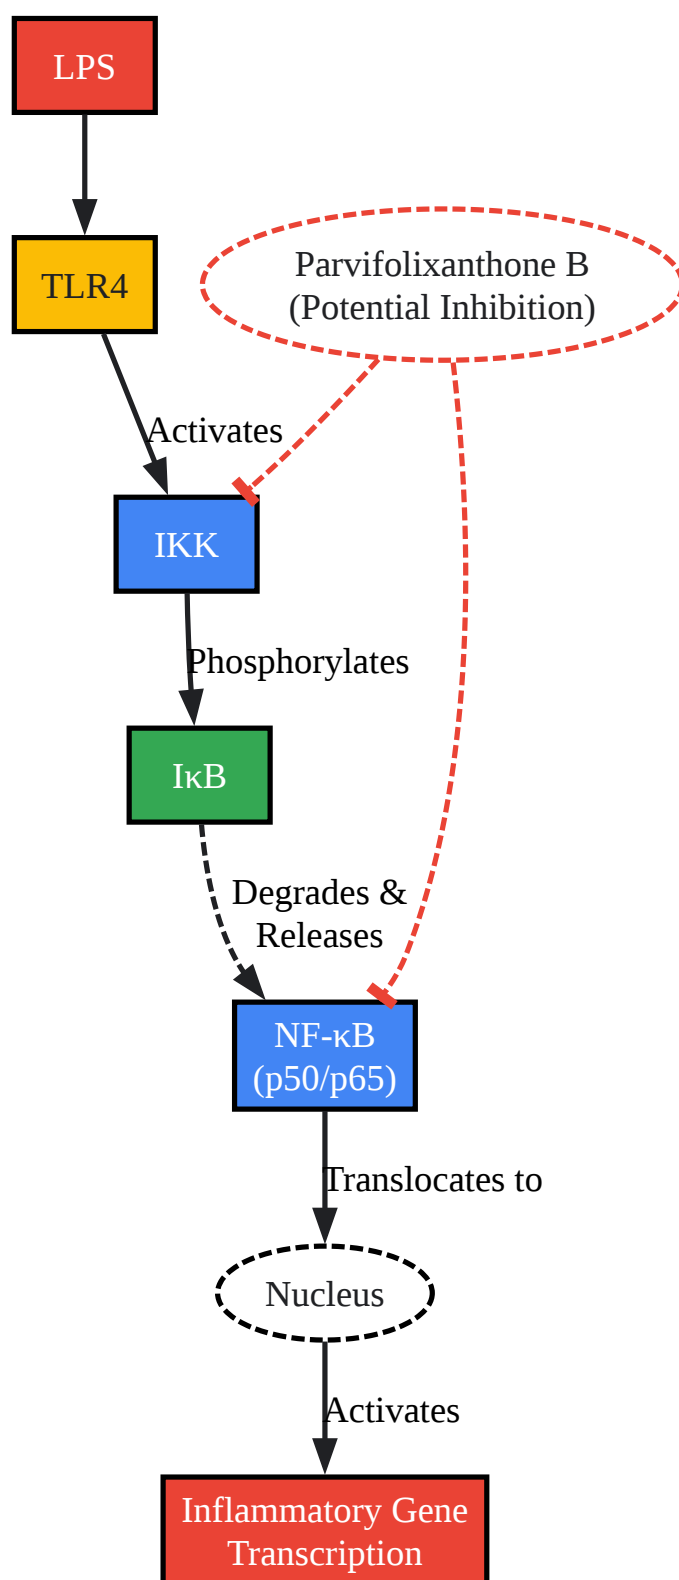 LPS
TLR4
Parvifolixanthone B
(Potential Inhibition)
Activates
IKK
Phosphorylates
IκB
Degrades &
Releases
NF-κB
(p50/p65)
Translocates to
Nucleus
Activates
Inflammatory Gene
Transcription